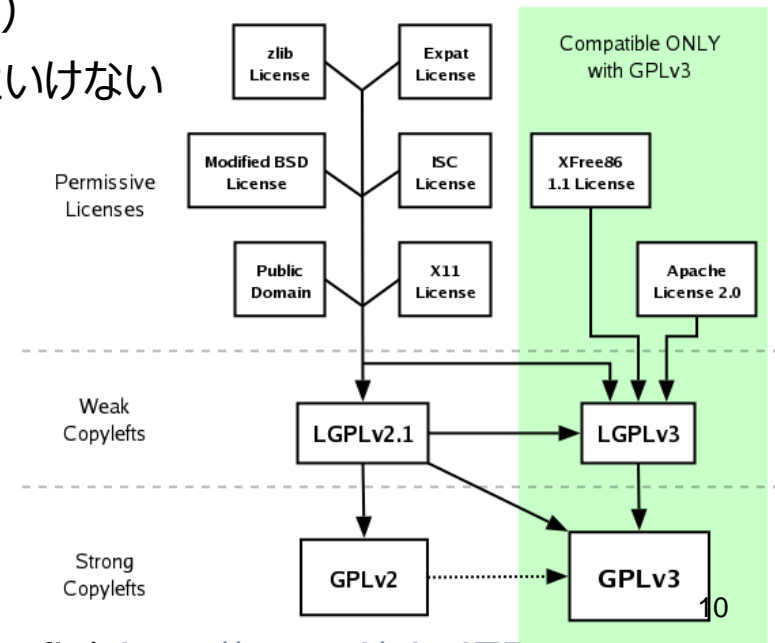 )
いけない
zlib
License
Expat
License
Compatible ONLY
with GPLv3
Permissive
Licenses
Modified BSD
License
ISC
License
XFree86
1.1 License
Public
Domain
X11
License
Apache
License 2.0
Weak
Copylefts
LGPLv2.1
LGPLv3
Strong
Copylefts
GPLv2
GPLv3
10